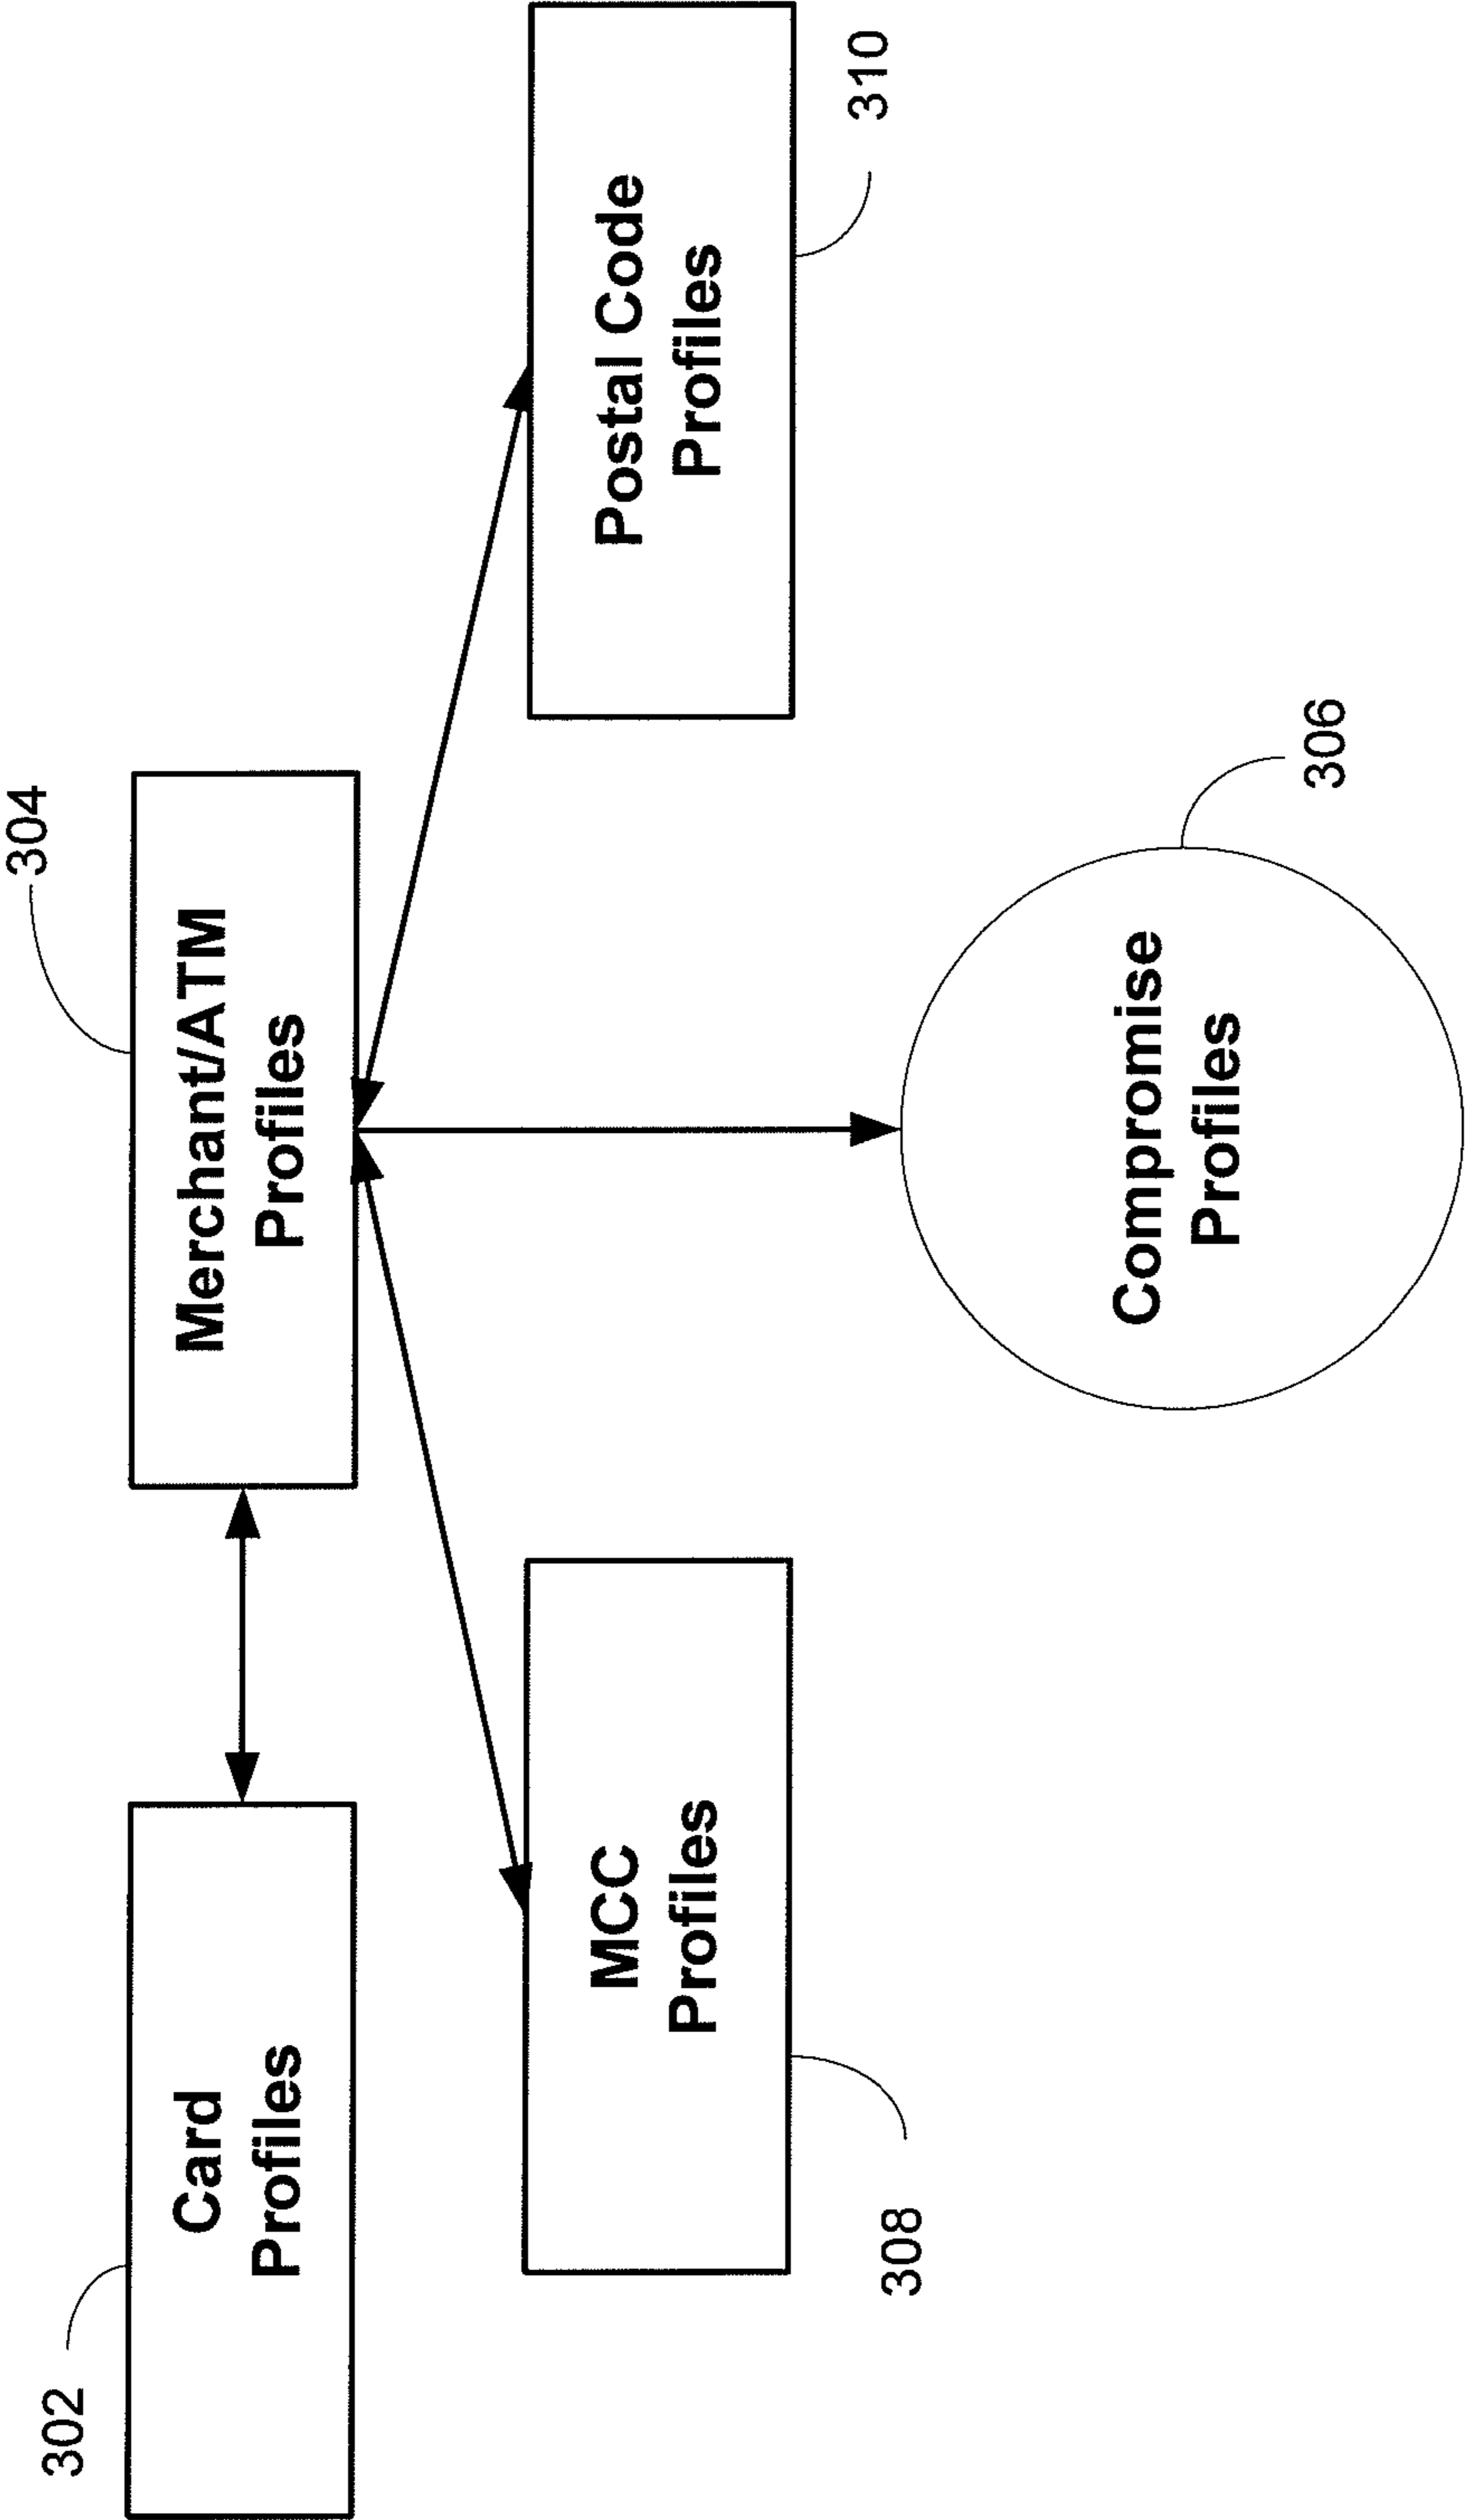 302
Card
Profiles
304
Merchant/ATM
Profiles
308
MCC
Profiles
310
Postal Code
Profiles
306
Compromise
Profiles